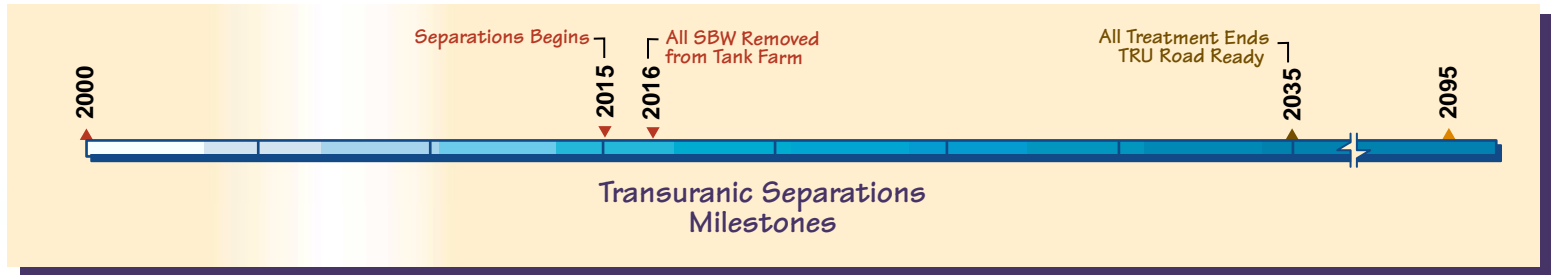 Separations Begins
All SBW Removed
from Tank Farm
All Treatment Ends
TRU Road Ready
2000
2015
2016
2035
2095
Transuranic Separations
Milestones